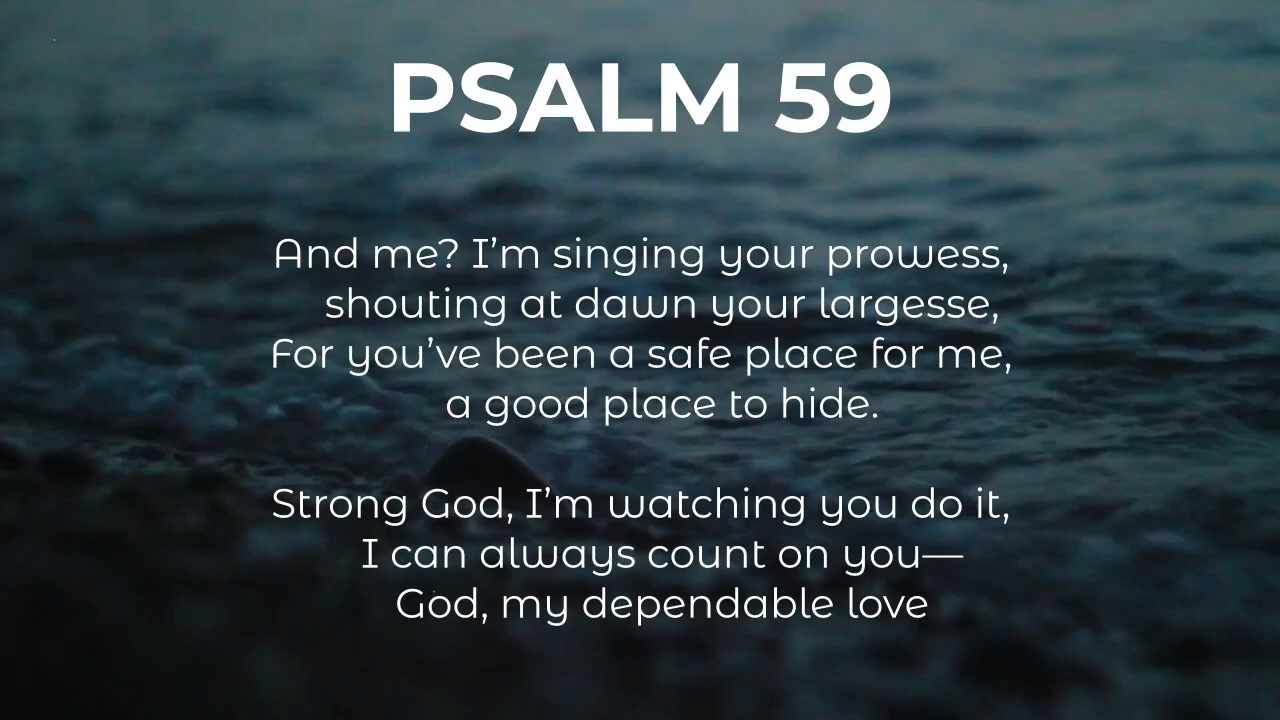 PSALM 59
And me? I’m singing your prowess,
shouting at dawn your largesse,
For you’ve been a safe place for me,
a good place to hide.
Strong God, I’m watching you do it,
I can always count on you—
God, my dependable love